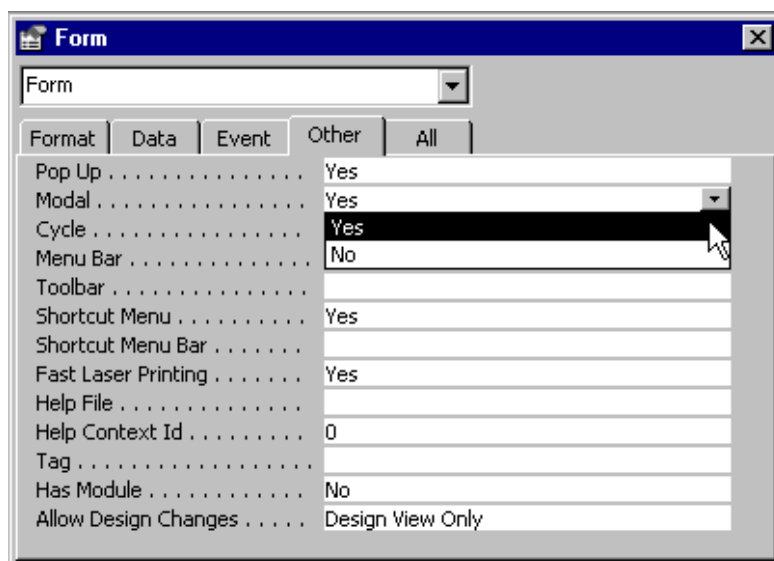 Form
Form
Format Data Event Other All
Pop Up . . . . . . . . . . . . . . . Yes
Modal . . . . . . . . . . . . . . . . Yes
Cycle . . . . . . . . . . . . . . . . Yes
Menu Bar . . . . . . . . . . . . . No
Toolbar . . . . . . . . . . . . . . .
Shortcut Menu . . . . . . . . . . Yes
Shortcut Menu Bar . . . . . . .
Fast Laser Printing . . . . . . . Yes
Help File . . . . . . . . . . . . . .
Help Context Id . . . . . . . . . 0
Tag . . . . . . . . . . . . . . . . . .
Has Module . . . . . . . . . . . . No
Allow Design Changes . . . . . Design View Only